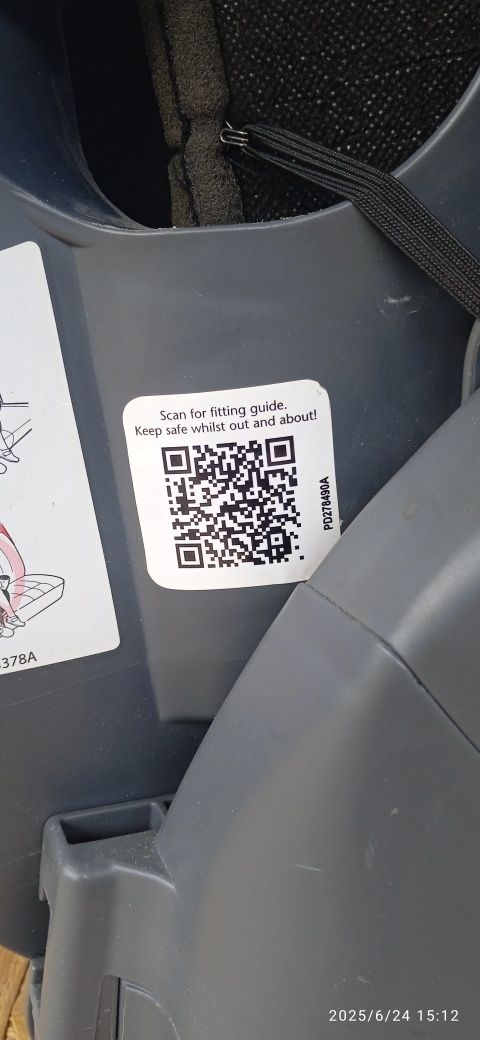 Scan for fitting guide.
Keep safe whilst out and about!
PD278490A
378A
2025/6/24 15:12